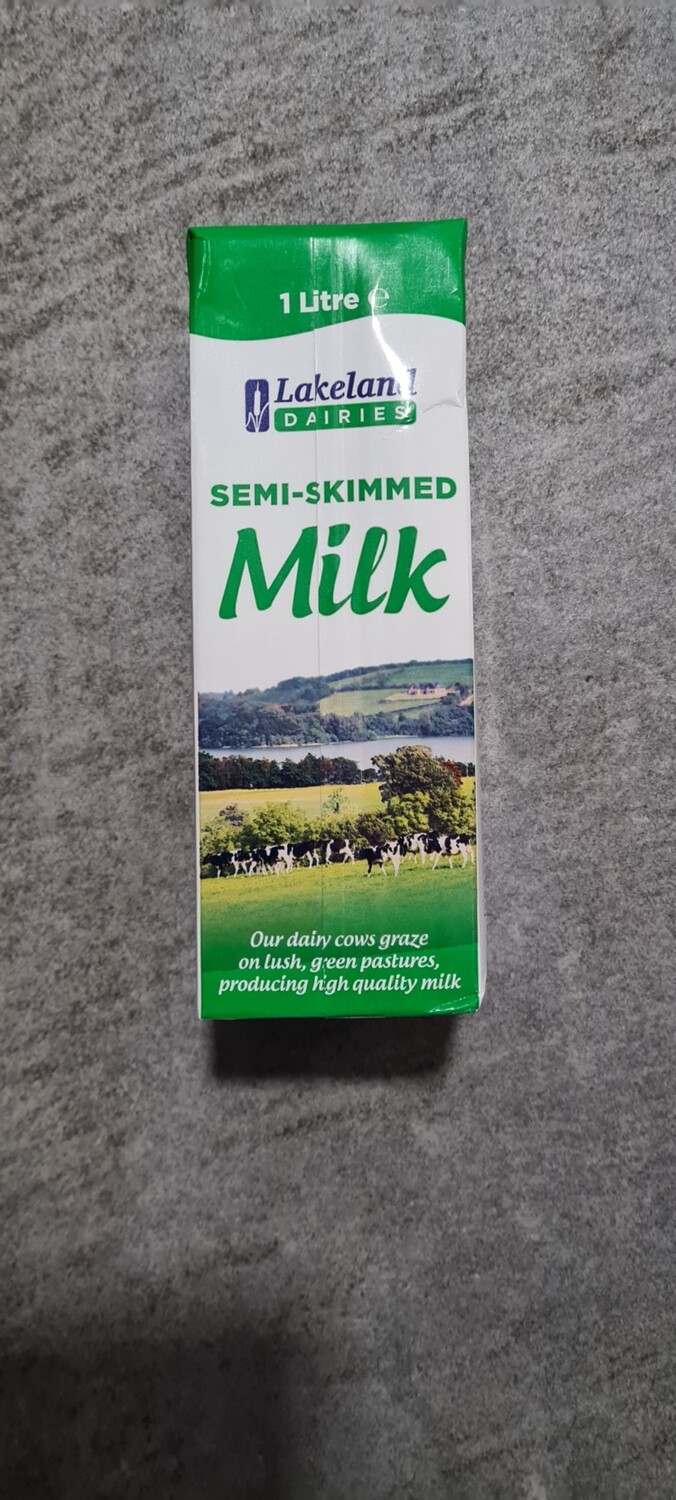 1 Litre ℮
Lakeland
DAIRIES
SEMI-SKIMMED
Milk
Our dairy cows graze
on lush, green pastures,
producing high quality milk